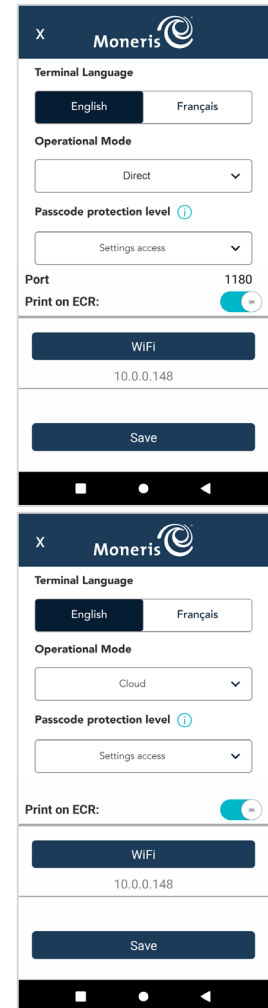 X Moneris
Terminal Language
English Français
Operational Mode
Direct
Passcode protection level i
Settings access
Port 1180
Print on ECR: ON
WiFi
10.0.0.148
Save
X Moneris
Terminal Language
English Français
Operational Mode
Cloud
Passcode protection level i
Settings access
Print on ECR: ON
WiFi
10.0.0.148
Save